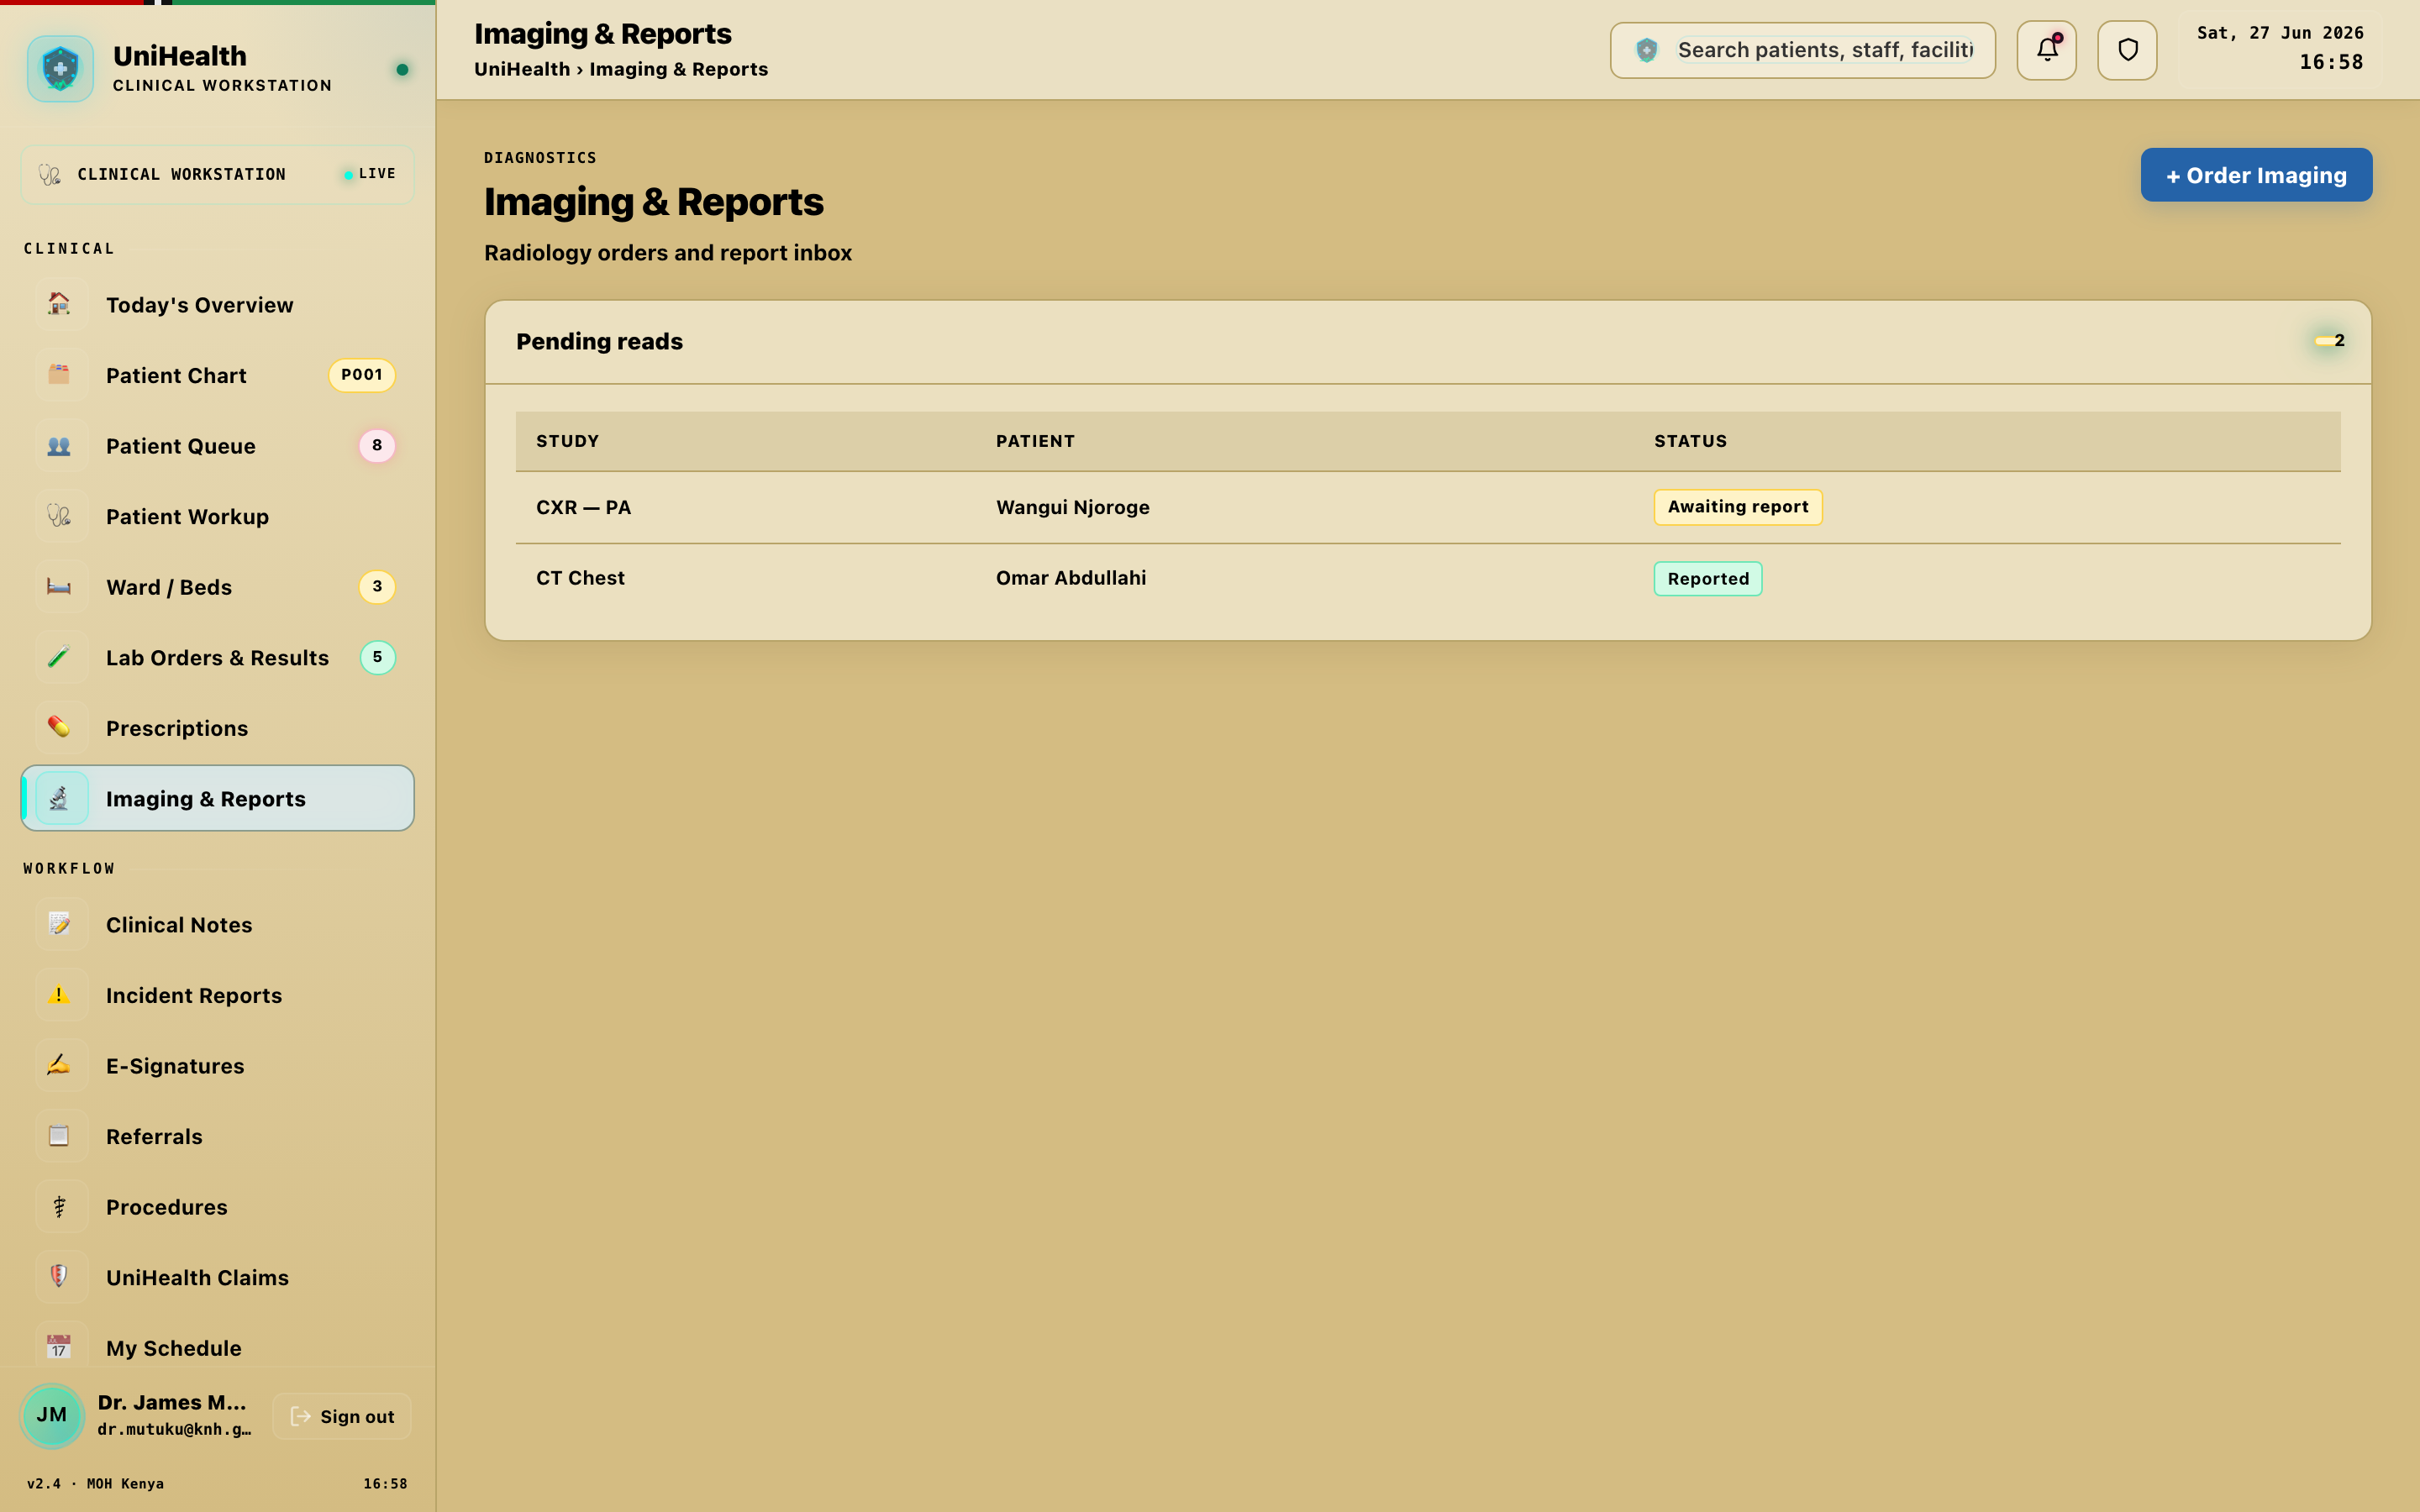 UniHealth
CLINICAL WORKSTATION
CLINICAL WORKSTATION
LIVE
CLINICAL
Today's Overview
Patient Chart
P001
Patient Queue
8
Patient Workup
Ward / Beds
3
Lab Orders & Results
5
Prescriptions
Imaging & Reports
WORKFLOW
Clinical Notes
Incident Reports
E-Signatures
Referrals
Procedures
UniHealth Claims
17
My Schedule
JM
Dr. James M...
dr.mutuku@knh.g…
Sign out
v2.4 · MOH Kenya
16:58
Imaging & Reports
UniHealth › Imaging & Reports
Search patients, staff, faciliti
Sat, 27 Jun 2026
16:58
DIAGNOSTICS
Imaging & Reports
Radiology orders and report inbox
+ Order Imaging
Pending reads
2
STUDY PATIENT STATUS
CXR — PA Wangui Njoroge Awaiting report
CT Chest Omar Abdullahi Reported